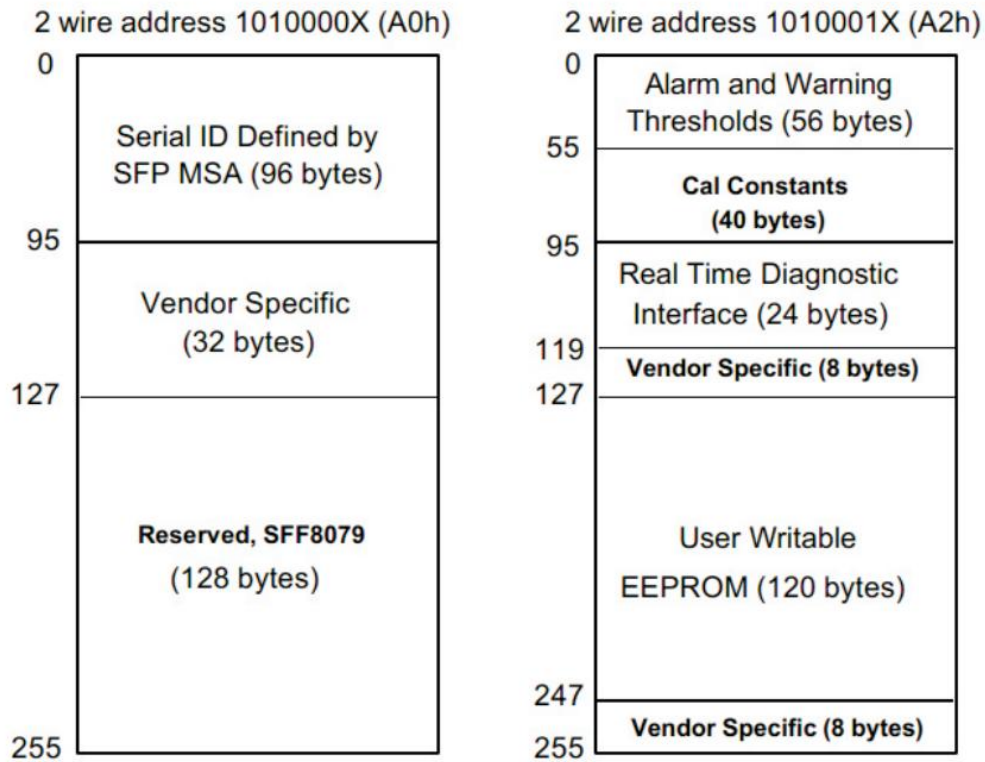 2 wire address 1010000X (A0h)
0
Serial ID Defined by
SFP MSA (96 bytes)
95
Vendor Specific
(32 bytes)
127
Reserved, SFF8079
(128 bytes)
255
2 wire address 1010001X (A2h)
0
Alarm and Warning
Thresholds (56 bytes)
55
Cal Constants
(40 bytes)
95
Real Time Diagnostic
Interface (24 bytes)
119
Vendor Specific (8 bytes)
127
User Writable
EEPROM (120 bytes)
247
Vendor Specific (8 bytes)
255